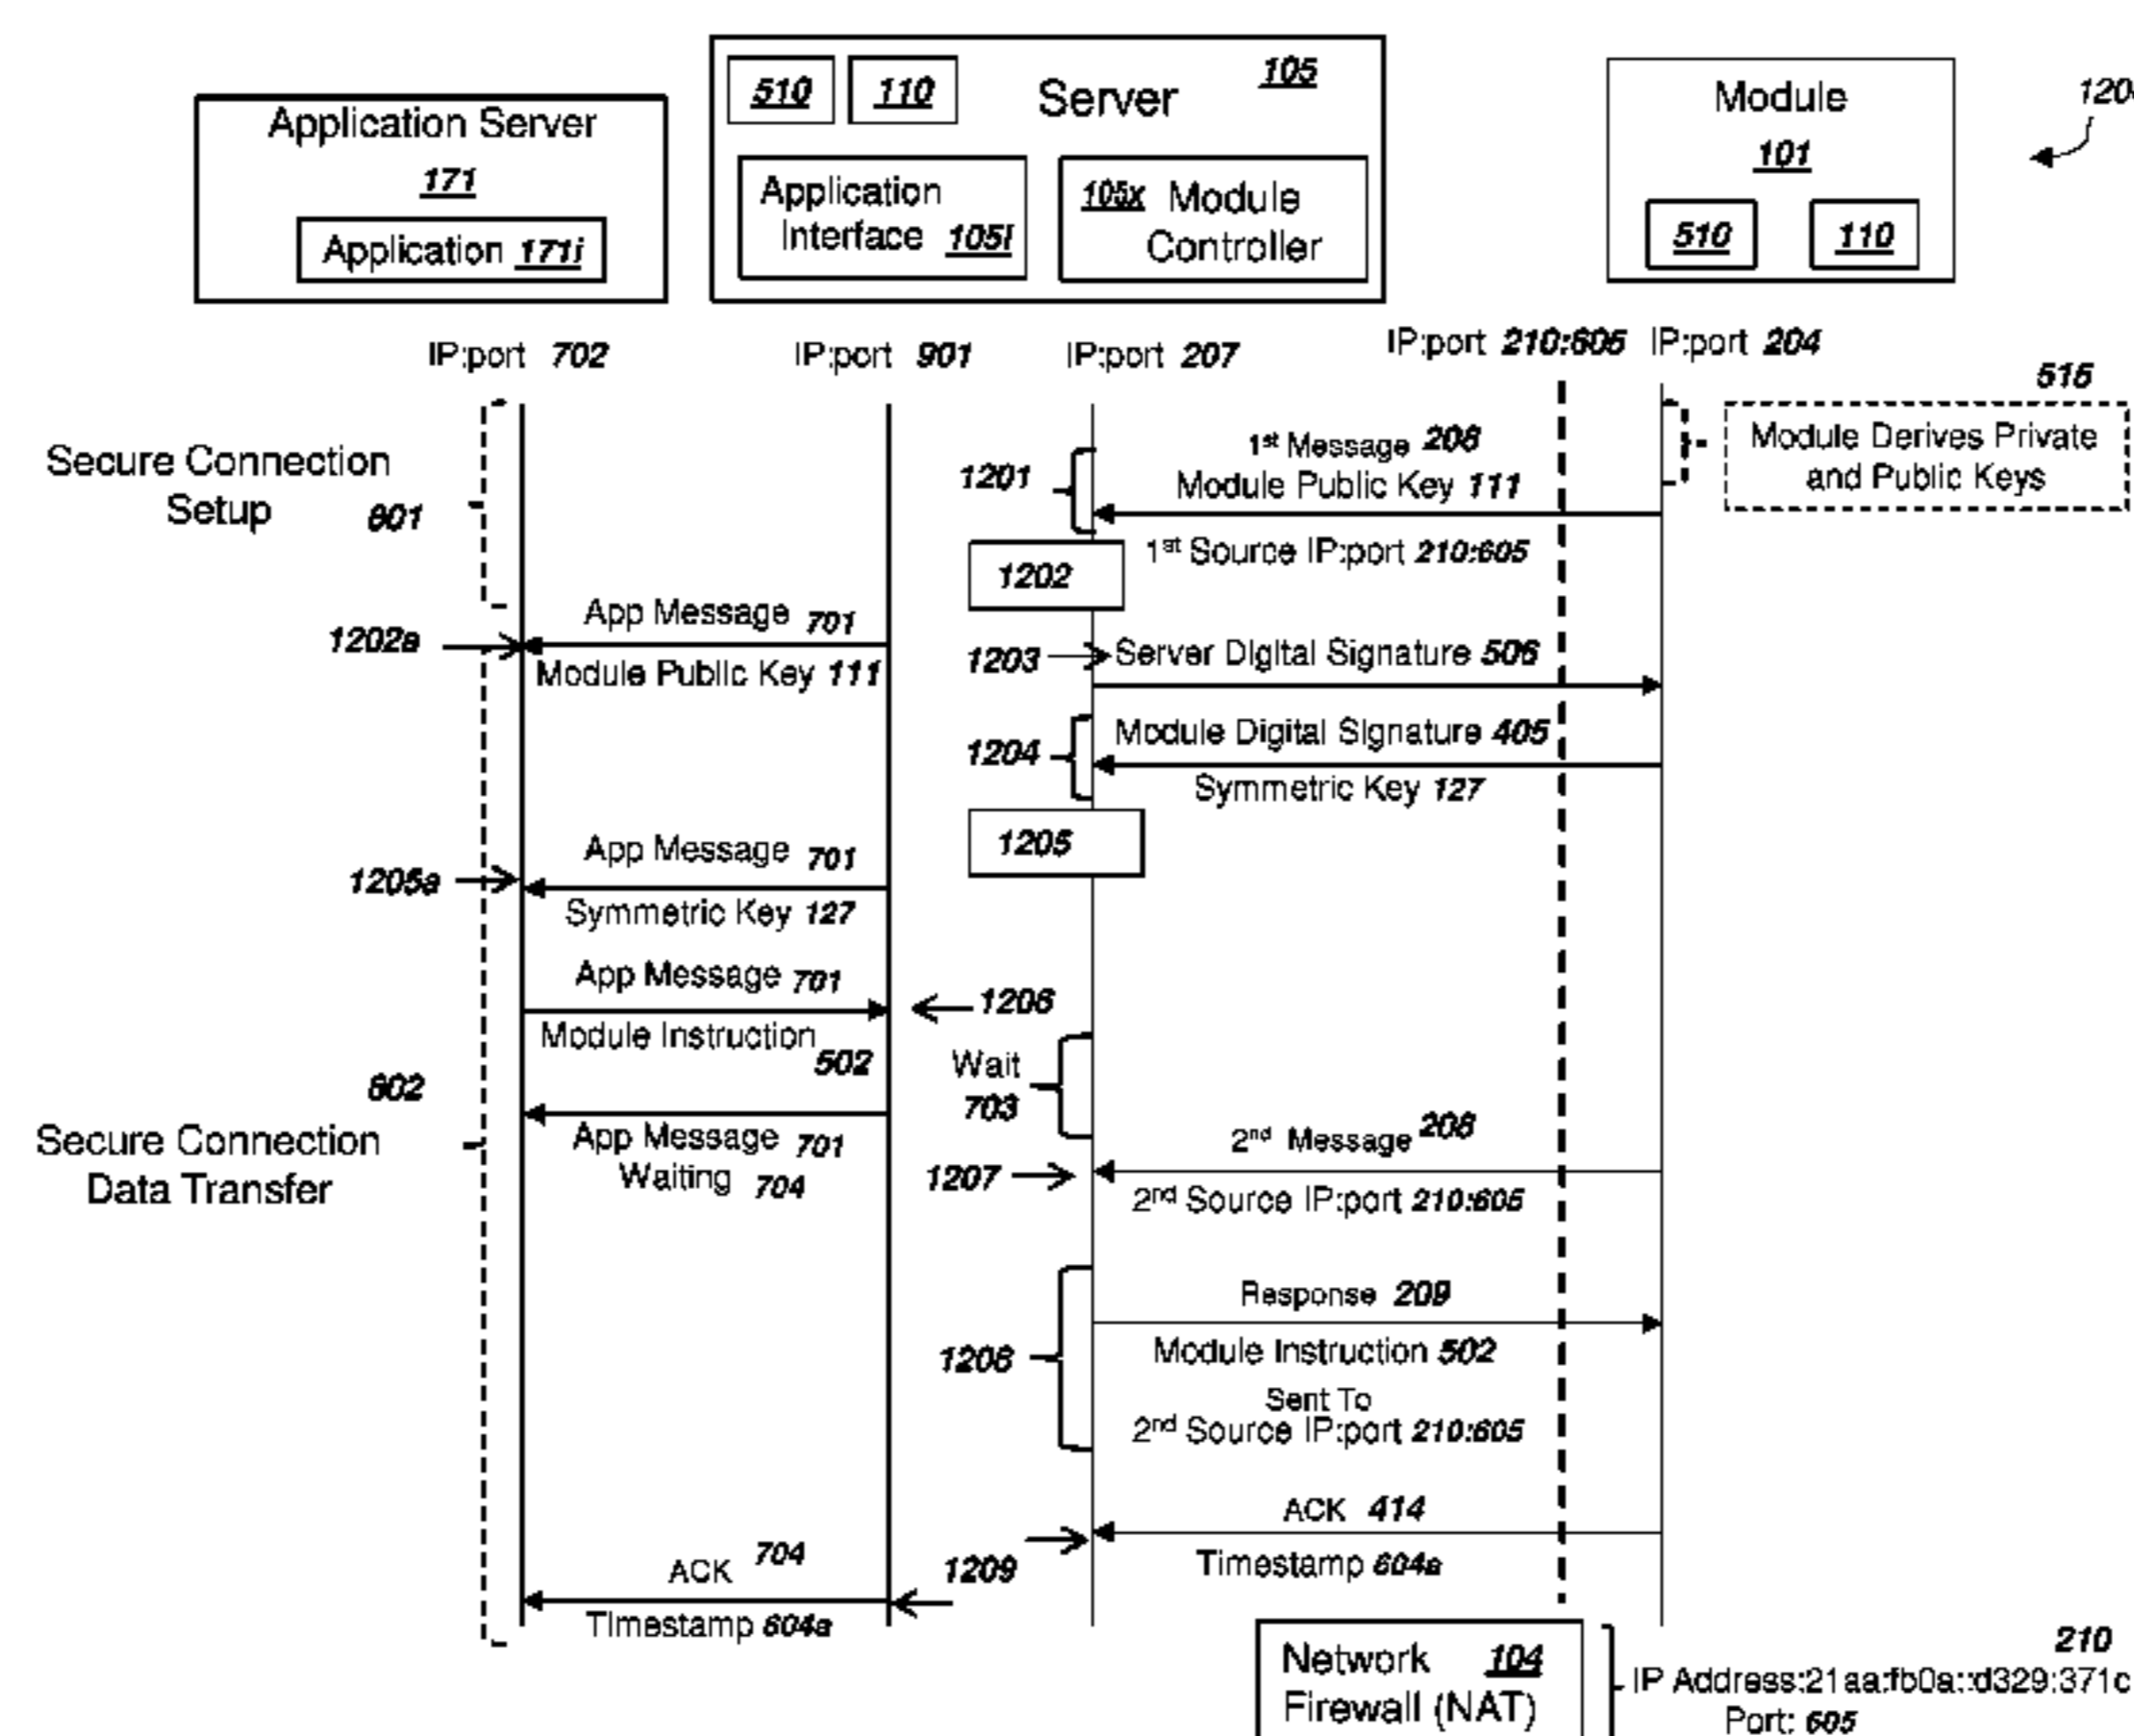 510 110 Server 105
Application Server
171
Application 171i
Application
Interface 105i
105x Module
Controller
Module
101
510 110
IP:port 702
IP:port 901
IP:port 207
IP:port 210:605
IP:port 204
515
Module Derives Private
and Public Keys
Secure Connection
Setup 801
1201
1st Message 208
Module Public Key 111
1st Source IP:port 210:605
1202
1202a
App Message 701
Module Public Key 111
1203
Server Digital Signature 506
1204
Module Digital Signature 405
Symmetric Key 127
1205
1205a
App Message 701
Symmetric Key 127
App Message 701
Module Instruction
502
1206
Wait
703
802
Secure Connection
Data Transfer
App Message 701
Waiting 704
1207
2nd Message 208
2nd Source IP:port 210:605
1208
Response 209
Module Instruction 502
Sent To
2nd Source IP:port 210:605
ACK 414
Timestamp 604a
1209
ACK 704
Timestamp 604a
Network 104
Firewall (NAT)
210
IP Address:21aa:fb0a::d329:371c
Port: 605